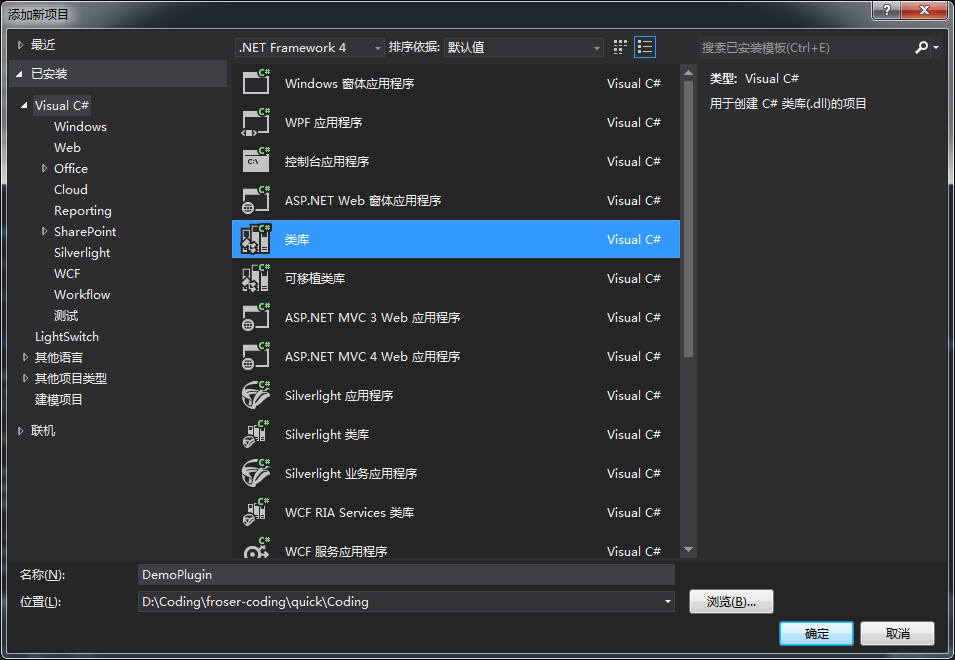 添加新项目
最近
已安装
Visual C#
Windows
Web
Office
Cloud
Reporting
SharePoint
Silverlight
WCF
Workflow
测试
LightSwitch
其他语言
其他项目类型
建模项目
联机
.NET Framework 4 排序依据: 默认值
Windows 窗体应用程序 Visual C#
WPF 应用程序 Visual C#
控制台应用程序 Visual C#
ASP.NET Web 窗体应用程序 Visual C#
类库 Visual C#
可移植类库 Visual C#
ASP.NET MVC 3 Web 应用程序 Visual C#
ASP.NET MVC 4 Web 应用程序 Visual C#
Silverlight 应用程序 Visual C#
Silverlight 类库 Visual C#
Silverlight 业务应用程序 Visual C#
WCF RIA Services 类库 Visual C#
WCF 服务应用程序 Visual C#
搜索已安装模板(Ctrl+E)
类型: Visual C#
用于创建 C# 类库(.dll)的项目
名称(N): DemoPlugin
位置(L): D:\Coding\froser-coding\quick\Coding 浏览(B)...
确定 取消